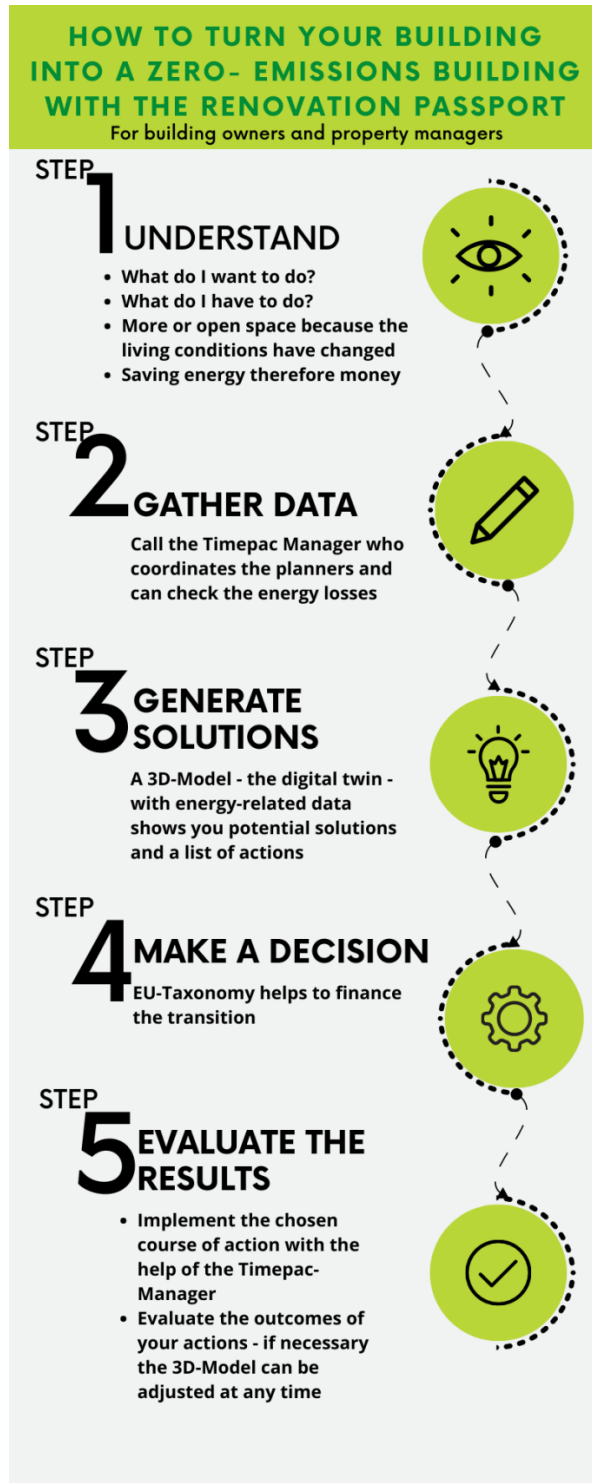 HOW TO TURN YOUR BUILDING
INTO A ZERO- EMISSIONS BUILDING
WITH THE RENOVATION PASSPORT
For building owners and property managers
STEP
1 UNDERSTAND
• What do I want to do?
• What do I have to do?
• More or open space because the
living conditions have changed
• Saving energy therefore money
STEP
2 GATHER DATA
Call the Timepac Manager who
coordinates the planners and
can check the energy losses
STEP
3 GENERATE
SOLUTIONS
A 3D-Model - the digital twin -
with energy-related data
shows you potential solutions
and a list of actions
STEP
4 MAKE A DECISION
EU-Taxonomy helps to finance
the transition
STEP
5 EVALUATE THE
RESULTS
• Implement the chosen
course of action with the
help of the Timepac-
Manager
• Evaluate the outcomes of
your actions - if necessary
the 3D-Model can be
adjusted at any time